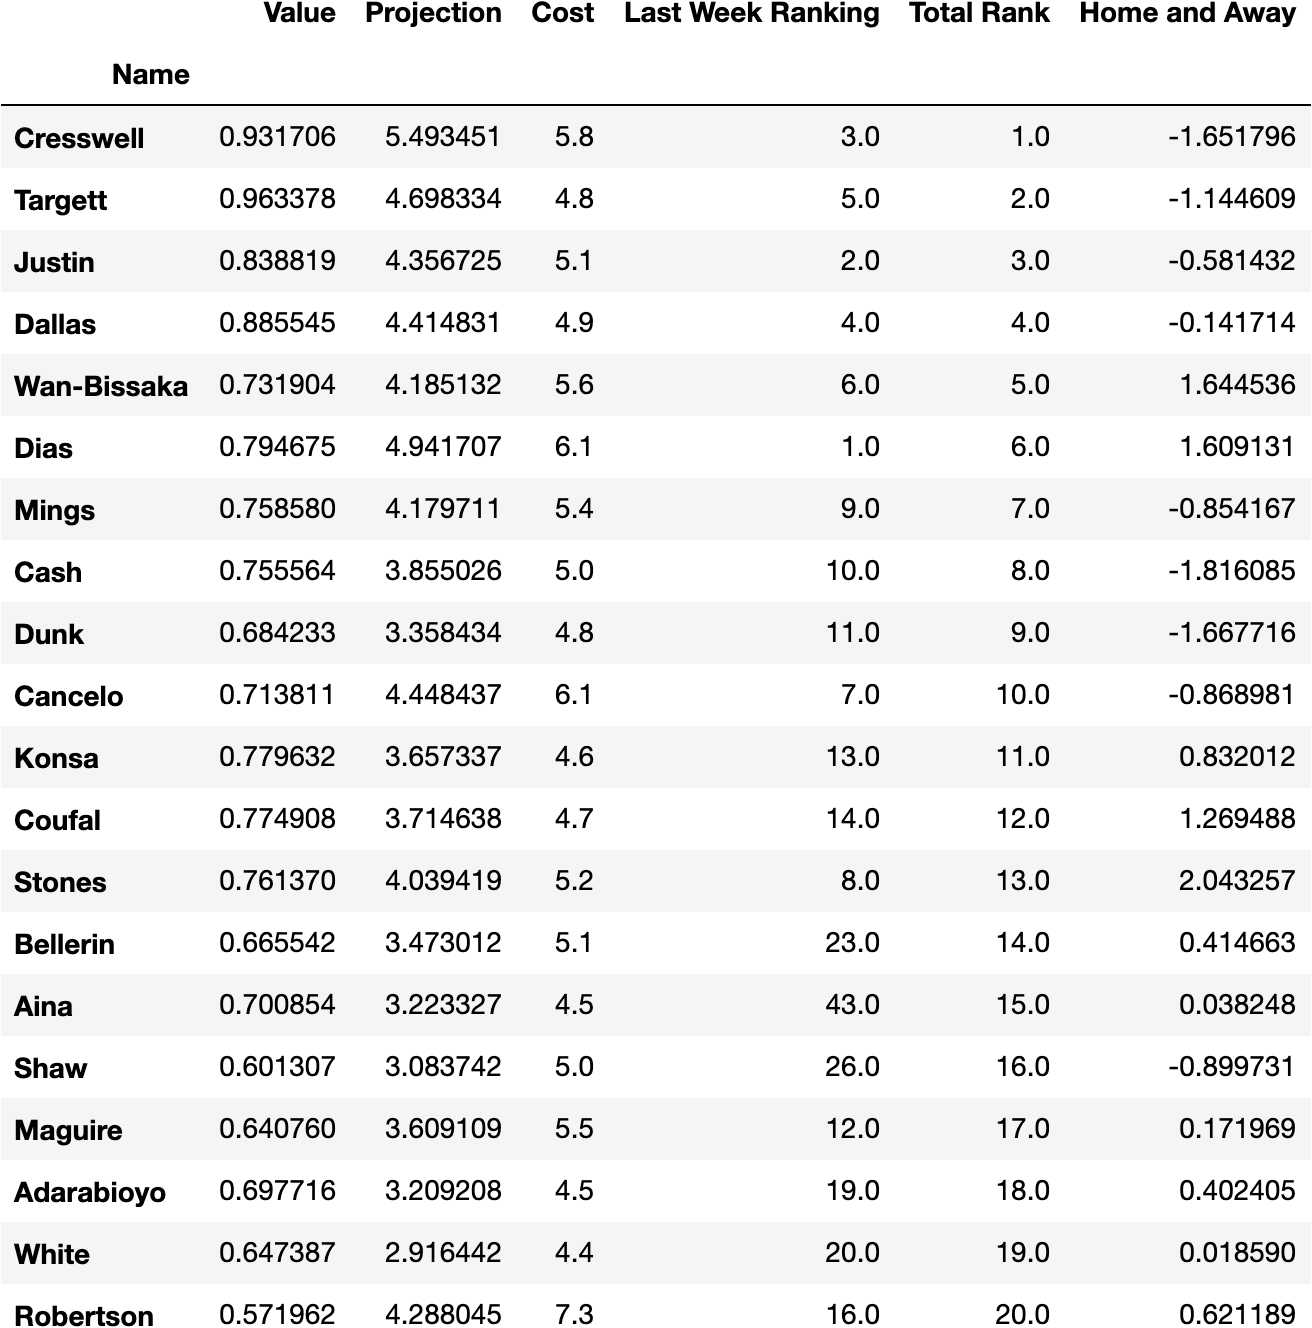 Value Projection Cost Last Week Ranking Total Rank Home and Away
Name
Cresswell 0.931706 5.493451 5.8 3.0 1.0 -1.651796
Targett 0.963378 4.698334 4.8 5.0 2.0 -1.144609
Justin 0.838819 4.356725 5.1 2.0 3.0 -0.581432
Dallas 0.885545 4.414831 4.9 4.0 4.0 -0.141714
Wan-Bissaka 0.731904 4.185132 5.6 6.0 5.0 1.644536
Dias 0.794675 4.941707 6.1 1.0 6.0 1.609131
Mings 0.758580 4.179711 5.4 9.0 7.0 -0.854167
Cash 0.755564 3.855026 5.0 10.0 8.0 -1.816085
Dunk 0.684233 3.358434 4.8 11.0 9.0 -1.667716
Cancelo 0.713811 4.448437 6.1 7.0 10.0 -0.868981
Konsa 0.779632 3.657337 4.6 13.0 11.0 0.832012
Coufal 0.774908 3.714638 4.7 14.0 12.0 1.269488
Stones 0.761370 4.039419 5.2 8.0 13.0 2.043257
Bellerin 0.665542 3.473012 5.1 23.0 14.0 0.414663
Aina 0.700854 3.223327 4.5 43.0 15.0 0.038248
Shaw 0.601307 3.083742 5.0 26.0 16.0 -0.899731
Maguire 0.640760 3.609109 5.5 12.0 17.0 0.171969
Adarabioyo 0.697716 3.209208 4.5 19.0 18.0 0.402405
White 0.647387 2.916442 4.4 20.0 19.0 0.018590
Robertson 0.571962 4.288045 7.3 16.0 20.0 0.621189